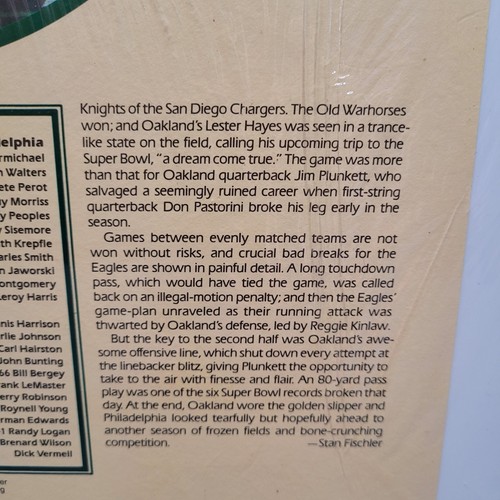 elphia
rmichael
n Walters
ete Perot
uy Morriss
y Peoples
y Sisemore
th Krepfle
arles Smith
n Jaworski
ontgomery
Leroy Harris
nis Harrison
rlie Johnson
Carl Hairston
John Bunting
66 Bill Bergey
rank LeMaster
erry Robinson
Roynell Young
rman Edwards
1 Randy Logan
Brenard Wilson
Dick Vermeil
er
g
Knights of the San Diego Chargers. The Old Warhorses
won; and Oakland's Lester Hayes was seen in a trance-
like state on the field, calling his upcoming trip to the
Super Bowl, "a dream come true." The game was more
than that for Oakland quarterback Jim Plunkett, who
salvaged a seemingly ruined career when first-string
quarterback Don Pastorini broke his leg early in the
season.
Games between evenly matched teams are not
won without risks, and crucial bad breaks for the
Eagles are shown in painful detail. A long touchdown
pass, which would have tied the game, was called
back on an illegal-motion penalty; and then the Eagles'
game-plan unraveled as their running attack was
thwarted by Oakland's defense, led by Reggie Kinlaw.
But the key to the second half was Oakland's awe-
some offensive line, which shut down every attempt at
the linebacker blitz, giving Plunkett the opportunity to
take to the air with finesse and flair. An 80-yard pass
play was one of the six Super Bowl records broken that
day. At the end, Oakland wore the golden slipper and
Philadelphia looked tearfully but hopefully ahead to
another season of frozen fields and bone-crunching
competition. —Stan Fischler